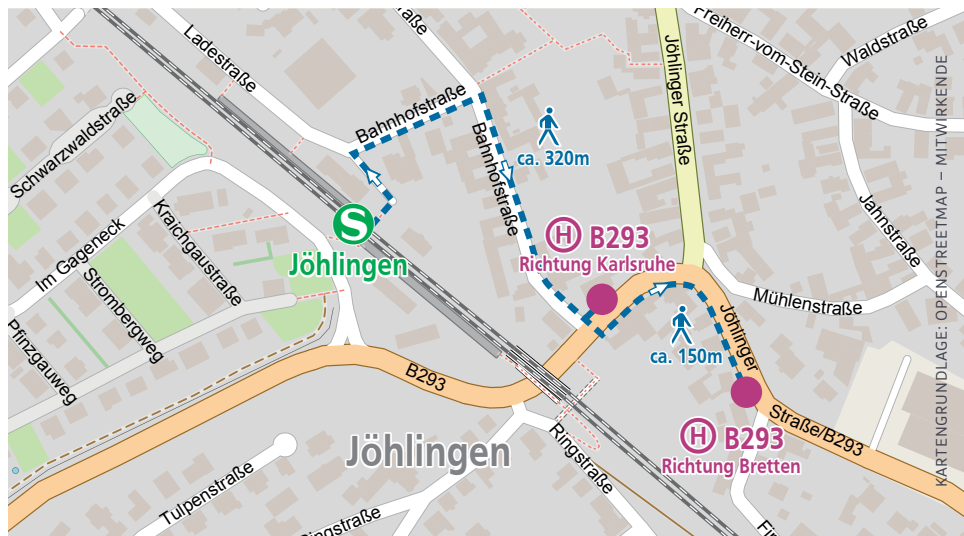 Ladestraße
Freiherr-vom-Stein-Straße
Waldstraße
Jöhlinger Straße
Schwarzwaldstraße
Bahnhofstraße
Bahnhofstraße
ca. 320m
Im Gageneck
Kraichgaustraße
Strombergweg
Pfinzgauweg
S
Jöhlingen
H B293
Richtung Karlsruhe
Jahnstraße
Mühlenstraße
ca. 150m
Jöhlinger
Straße/B293
B293
H B293
Richtung Bretten
Jöhlingen
Ringstraße
Tulpenstraße
KARTENGRUNDLAGE: OPENSTREETMAP – MITWIRKENDE